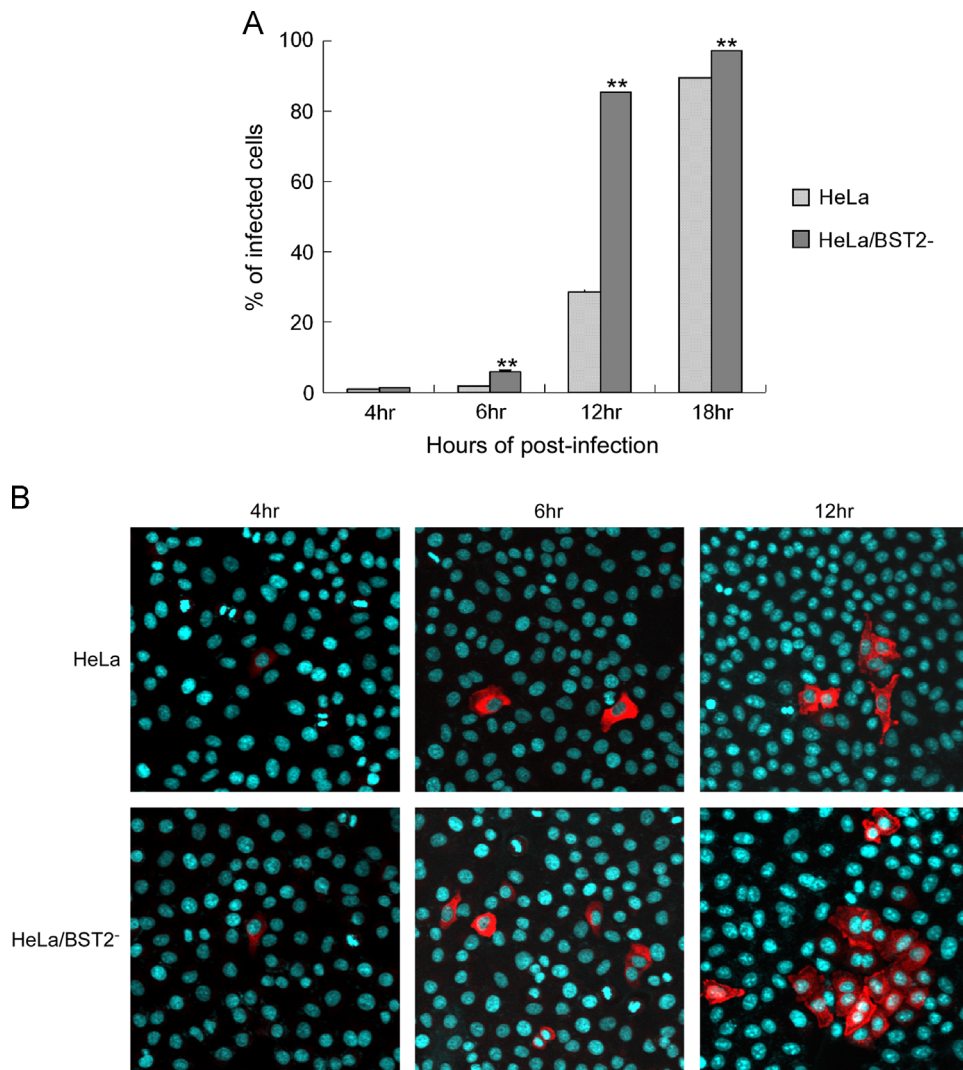 A
100
80
60
40
20
0
% of infected cells
**
**
**
4hr 6hr 12hr 18hr
Hours of post-infection
HeLa
HeLa/BST2-
B
4hr 6hr 12hr
HeLa
HeLa/BST2⁻